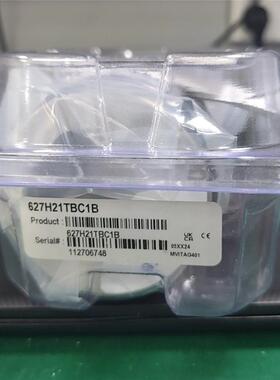 627H21TBC1B
Product :
627H21TBC1B
Serial#:
112706748
UK
CA
CE
05XX24
MVITAG401